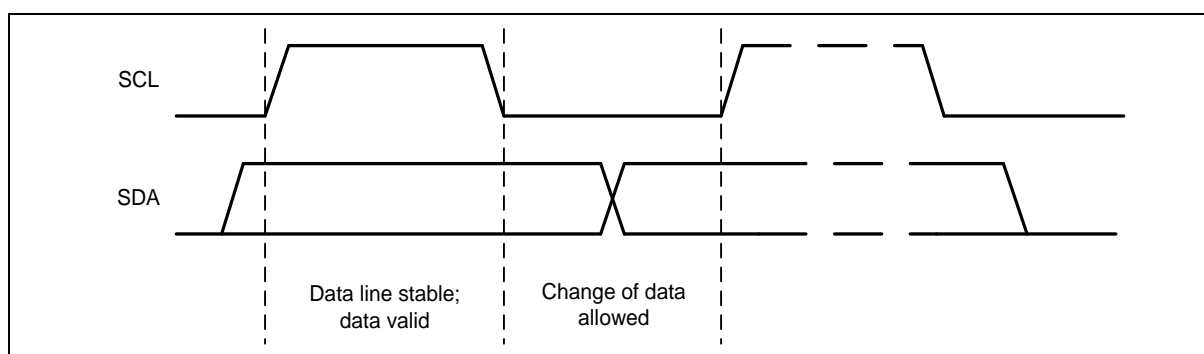 SCL
SDA
Data line stable;
data valid
Change of data
allowed